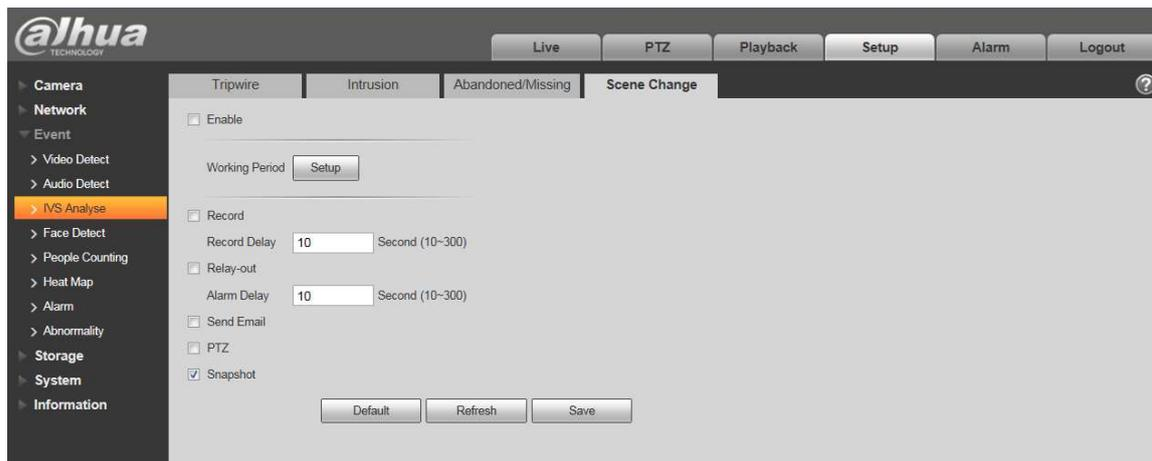 alhua
TECHNOLOGY
Live PTZ Playback Setup Alarm Logout
Camera
Network
Event
> Video Detect
> Audio Detect
> IVS Analyse
> Face Detect
> People Counting
> Heat Map
> Alarm
> Abnormality
Storage
System
Information
Tripwire Intrusion Abandoned/Missing Scene Change ?
Enable
Working Period Setup
Record
Record Delay 10 Second (10~300)
Relay-out
Alarm Delay 10 Second (10~300)
Send Email
PTZ
Snapshot
Default Refresh Save